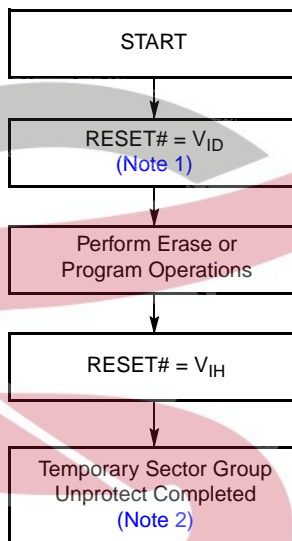 START
RESET# = VID
(Note 1)
Perform Erase or
Program Operations
RESET# = VIH
Temporary Sector Group
Unprotect Completed
(Note 2)